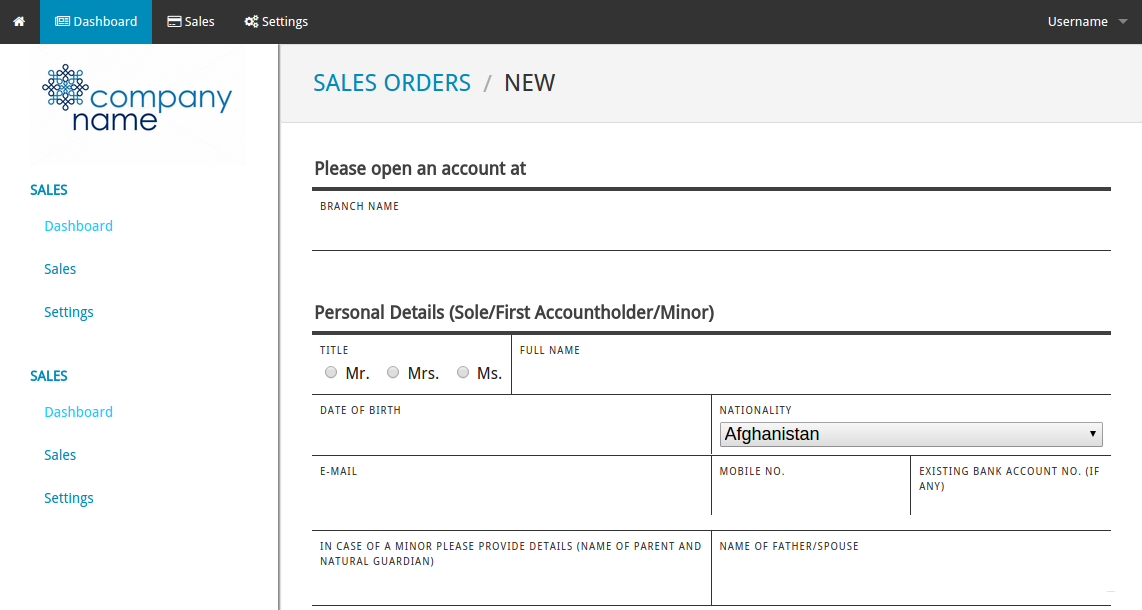 Dashboard Sales Settings Username
company
name
SALES ORDERS / NEW
SALES
Dashboard
Sales
Settings
SALES
Dashboard
Sales
Settings
Please open an account at
BRANCH NAME
Personal Details (Sole/First Accountholder/Minor)
TITLE FULL NAME
Mr. Mrs. Ms.
DATE OF BIRTH NATIONALITY
Afghanistan
E-MAIL MOBILE NO. EXISTING BANK ACCOUNT NO. (IF
ANY)
IN CASE OF A MINOR PLEASE PROVIDE DETAILS (NAME OF PARENT AND NAME OF FATHER/SPOUSE
NATURAL GUARDIAN)